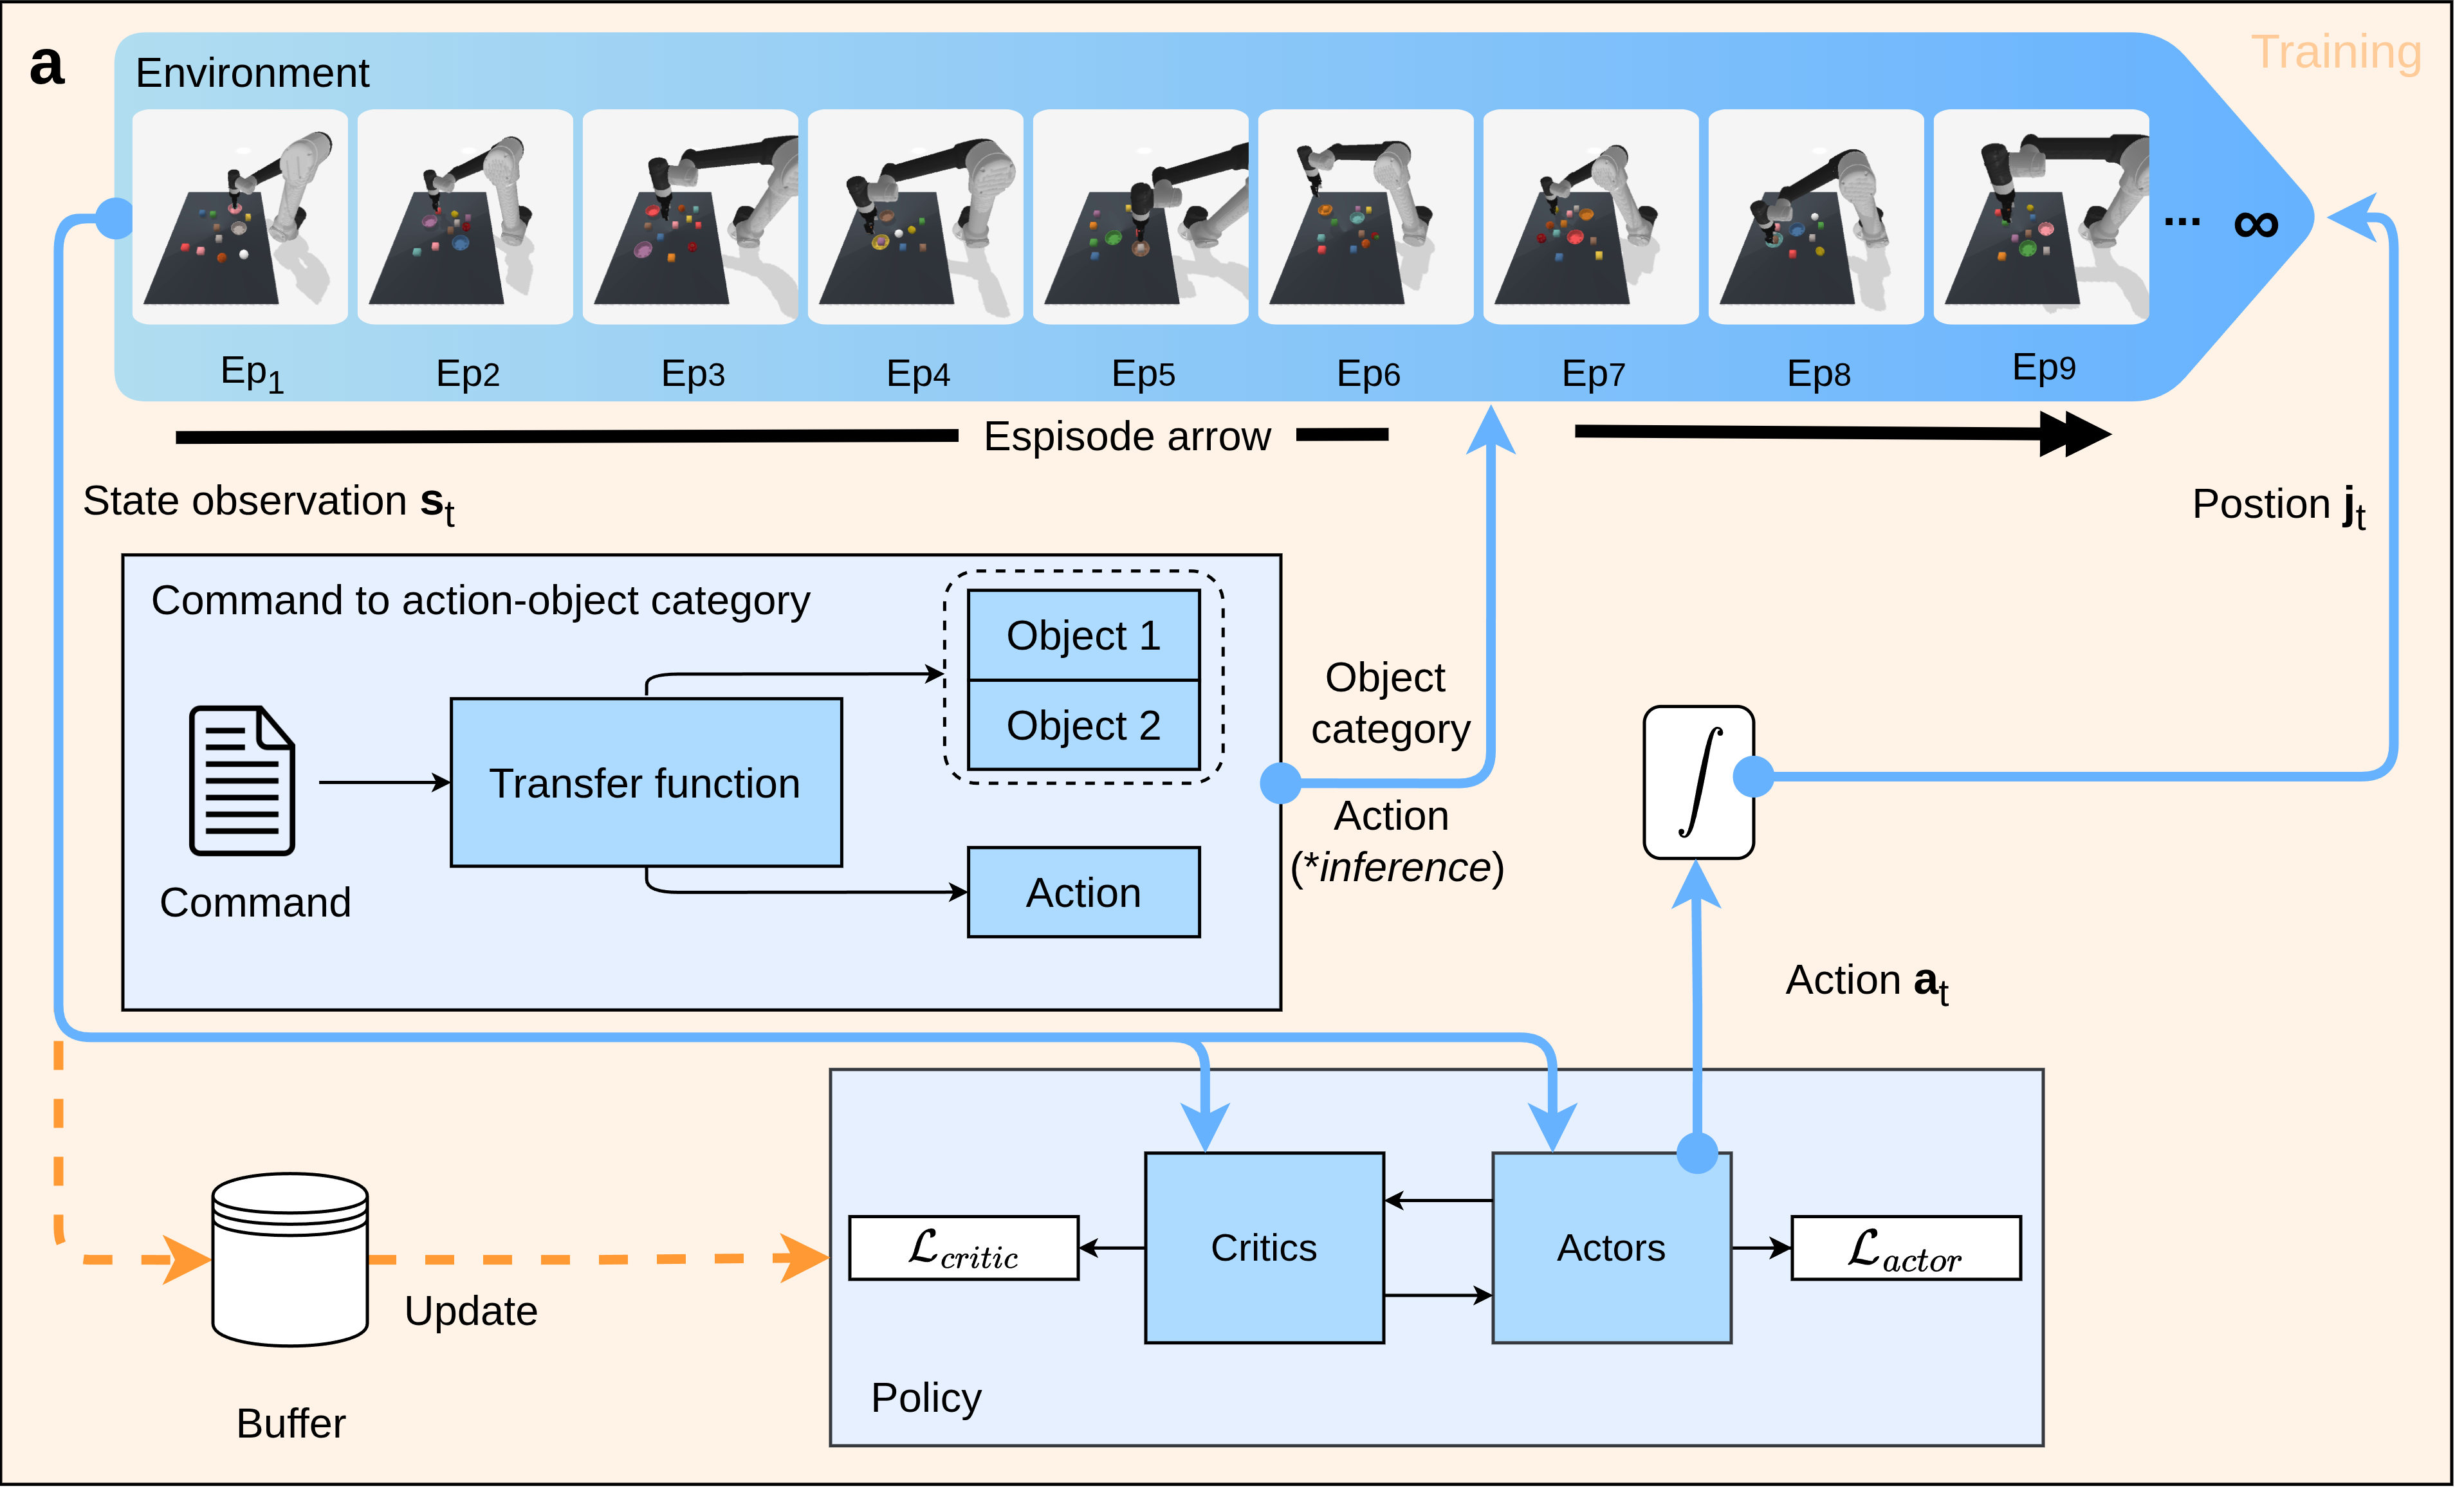 a
Environment
Training
Ep1
Ep2
Ep3
Ep4
Ep5
Ep6
Ep7
Ep8
Ep9
... ∞
Espisode arrow
State observation st
Postion jt
Command to action-object category
Object 1
Object 2
Transfer function
Command
Action
Object
category
Action
(*inference)
∫
Action at
Buffer
Update
Policy
ℒcritic
Critics
Actors
ℒactor